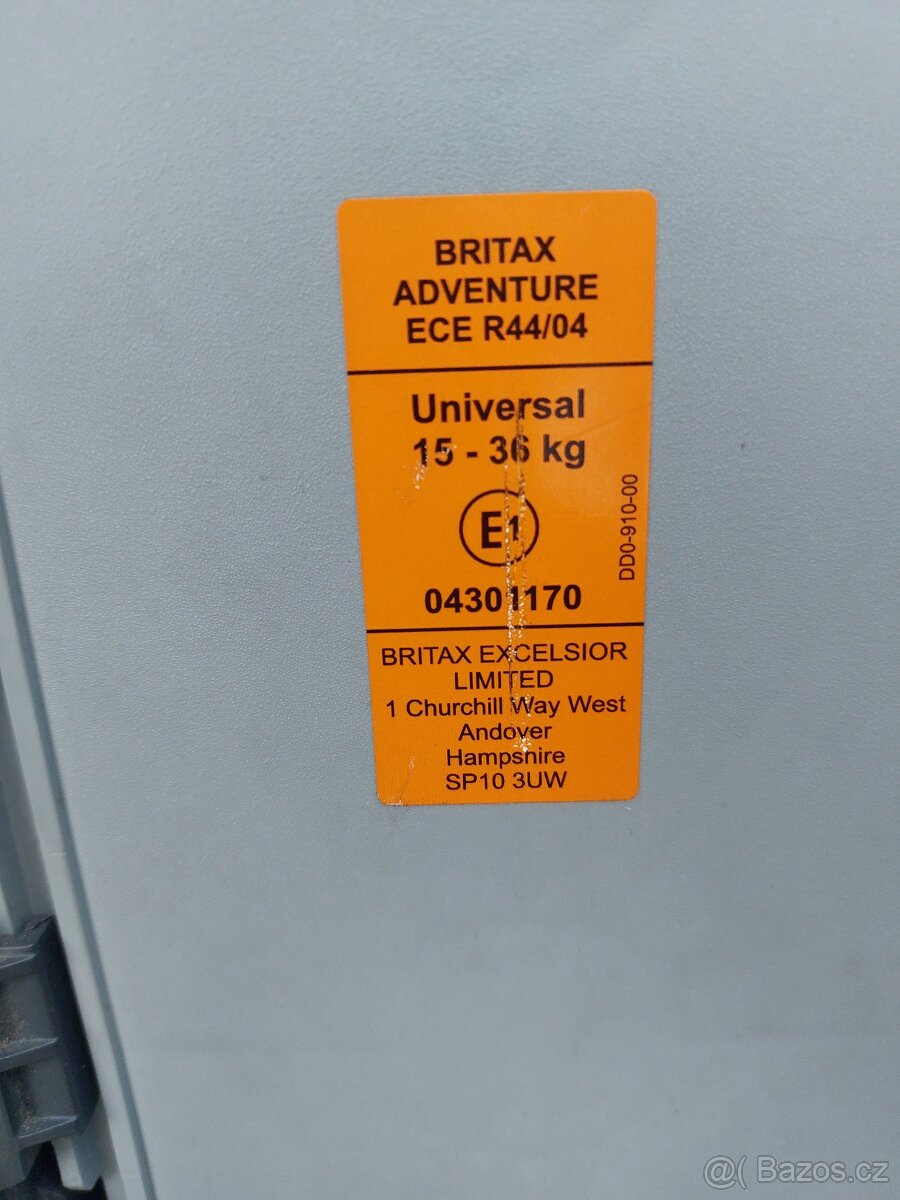 BRITAX
ADVENTURE
ECE R44/04
Universal
15 - 36 kg
E1
04301170
DD0-910-00
BRITAX EXCELSIOR
LIMITED
1 Churchill Way West
Andover
Hampshire
SP10 3UW
@( Bazos.cz